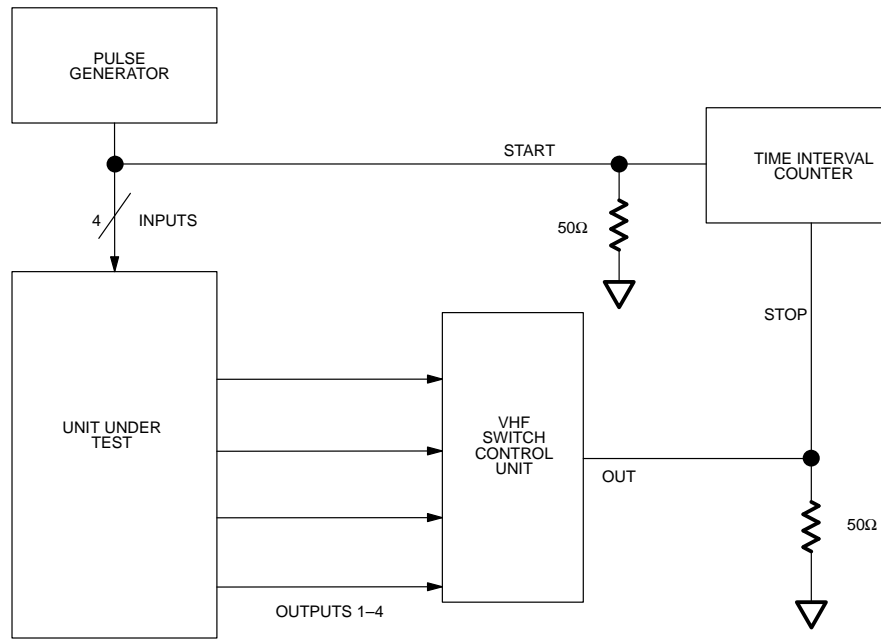 PULSE
GENERATOR
START
TIME INTERVAL
COUNTER
4
INPUTS
50Ω
STOP
UNIT UNDER
TEST
VHF
SWITCH
CONTROL
UNIT
OUT
50Ω
OUTPUTS 1–4